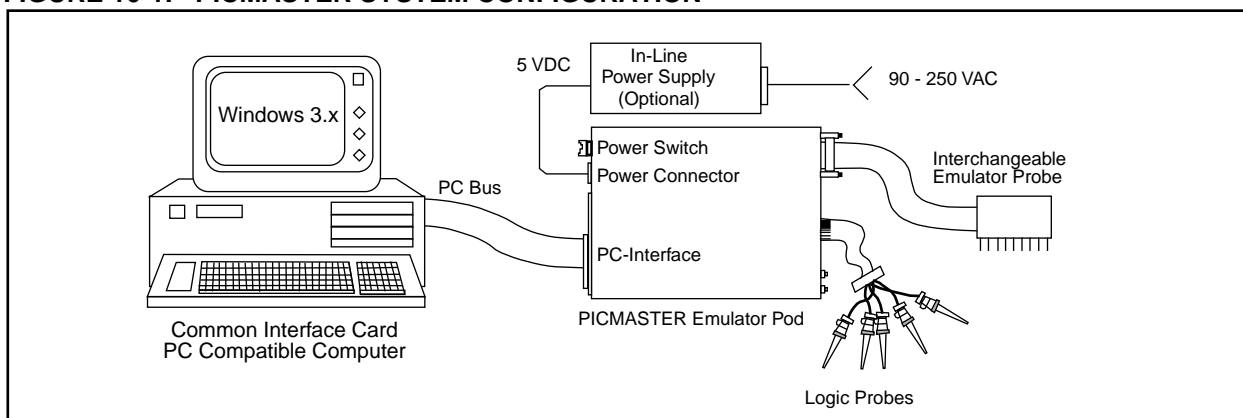 FIGURE 10-1: PICMASTER SYSTEM CONFIGURATION
Windows 3.x
5 VDC
In-Line
Power Supply
(Optional)
90 - 250 VAC
Power Switch
Power Connector
PC Bus
PC-Interface
Interchangeable
Emulator Probe
PICMASTER Emulator Pod
Common Interface Card
PC Compatible Computer
Logic Probes